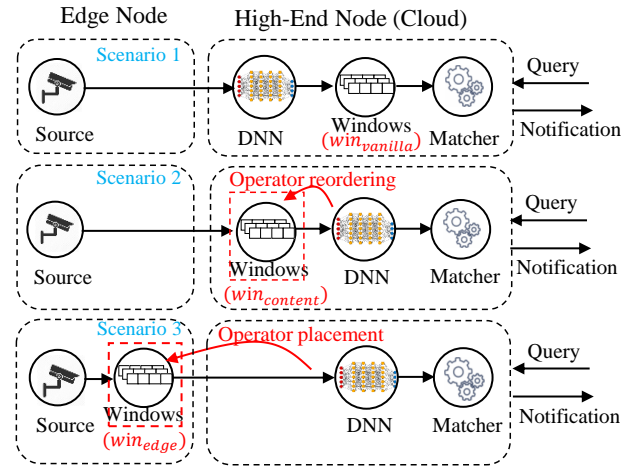 Edge Node
High-End Node (Cloud)
Scenario 1
Source
DNN
Windows
(win_vanilla)
Matcher
Query
Notification
Scenario 2
Operator reordering
Source
Windows
(win_content)
DNN
Matcher
Query
Notification
Scenario 3
Operator placement
Source
Windows
(win_edge)
DNN
Matcher
Query
Notification